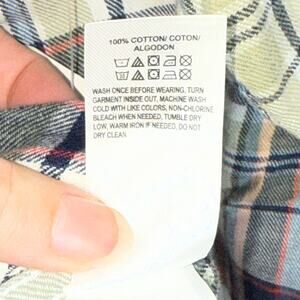 100% COTTON/ COTON/
ALGODON
WASH ONCE BEFORE WEARING, TURN
GARMENT INSIDE OUT, MACHINE WASH
COLD WITH LIKE COLORS, NON-CHLORINE
BLEACH WHEN NEEDED, TUMBLE DRY
LOW, WARM IRON IF NEEDED, DO NOT
DRY CLEAN